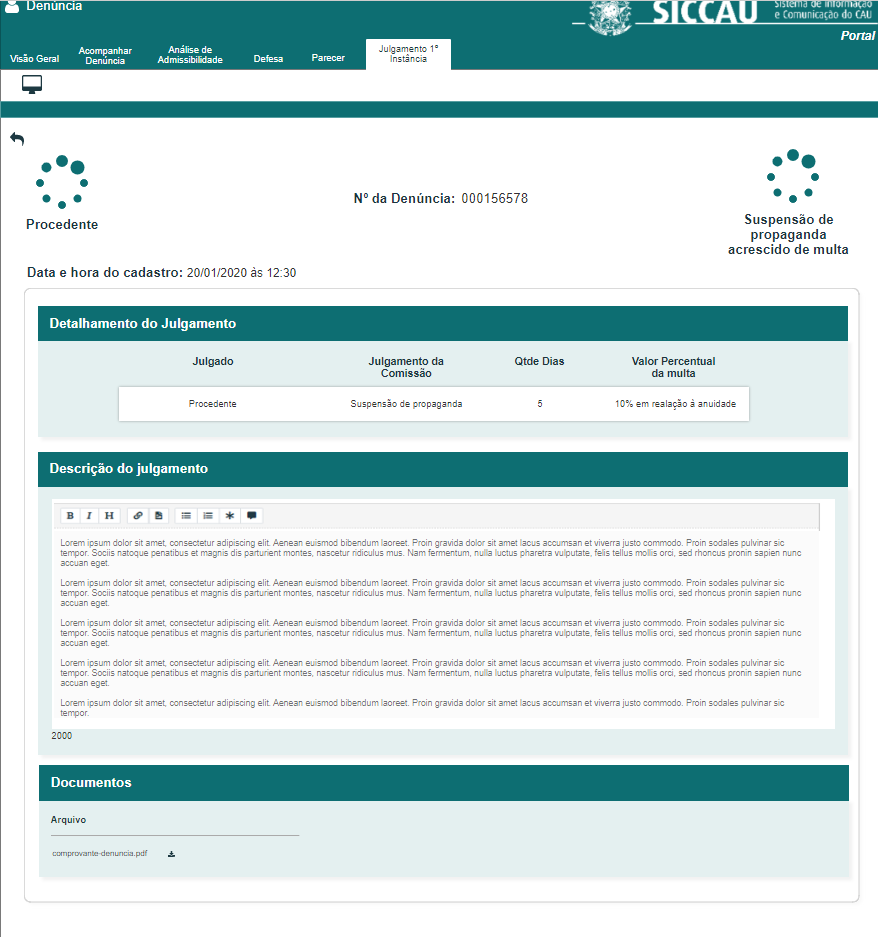 Denúncia
SICCAU
Sistema de Informação
e Comunicação do CAU
Portal
Visão Geral
Acompanhar
Denúncia
Análise de
Admissibilidade
Defesa
Parecer
Julgamento 1º
Instância
Procedente
Nº da Denúncia: 000156578
Suspensão de
propaganda
acrescido de multa
Data e hora do cadastro: 20/01/2020 às 12:30
Detalhamento do Julgamento
Julgado
Julgamento da
Comissão
Qtde Dias
Valor Percentual
da multa
Procedente
Suspensão de propaganda
5
10% em realação à anuidade
Descrição do julgamento
B I H
Lorem ipsum dolor sit amet, consectetur adipiscing elit. Aenean euismod bibendum laoreet. Proin gravida dolor sit amet lacus accumsan et viverra justo commodo. Proin sodales pulvinar sic
tempor. Sociis natoque penatibus et magnis dis parturient montes, nascetur ridiculus mus. Nam fermentum, nulla luctus pharetra vulputate, felis tellus mollis orci, sed rhoncus pronin sapien nunc
accuan eget.
Lorem ipsum dolor sit amet, consectetur adipiscing elit. Aenean euismod bibendum laoreet. Proin gravida dolor sit amet lacus accumsan et viverra justo commodo. Proin sodales pulvinar sic
tempor. Sociis natoque penatibus et magnis dis parturient montes, nascetur ridiculus mus. Nam fermentum, nulla luctus pharetra vulputate, felis tellus mollis orci, sed rhoncus pronin sapien nunc
accuan eget.
Lorem ipsum dolor sit amet, consectetur adipiscing elit. Aenean euismod bibendum laoreet. Proin gravida dolor sit amet lacus accumsan et viverra justo commodo. Proin sodales pulvinar sic
tempor. Sociis natoque penatibus et magnis dis parturient montes, nascetur ridiculus mus. Nam fermentum, nulla luctus pharetra vulputate, felis tellus mollis orci, sed rhoncus pronin sapien nunc
accuan eget.
Lorem ipsum dolor sit amet, consectetur adipiscing elit. Aenean euismod bibendum laoreet. Proin gravida dolor sit amet lacus accumsan et viverra justo commodo. Proin sodales pulvinar sic
tempor. Sociis natoque penatibus et magnis dis parturient montes, nascetur ridiculus mus. Nam fermentum, nulla luctus pharetra vulputate, felis tellus mollis orci, sed rhoncus pronin sapien nunc
accuan eget.
Lorem ipsum dolor sit amet, consectetur adipiscing elit. Aenean euismod bibendum laoreet. Proin gravida dolor sit amet lacus accumsan et viverra justo commodo. Proin sodales pulvinar sic
tempor.
2000
Documentos
Arquivo
comprovante-denuncia.pdf